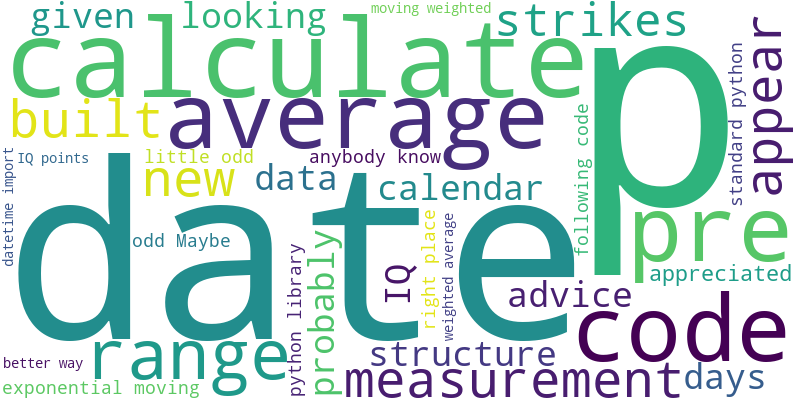 given
looking
moving weighted
strikes
calculate
p
appear
built
average
standard python
following code
datetime import
IQ points
little odd
anybody know
new
data
calendar
date
pre
odd Maybe
right place
weighted average
python library
probably
IQ
appreciated
advice
code
better way
range
structure
measurement
days
exponential moving